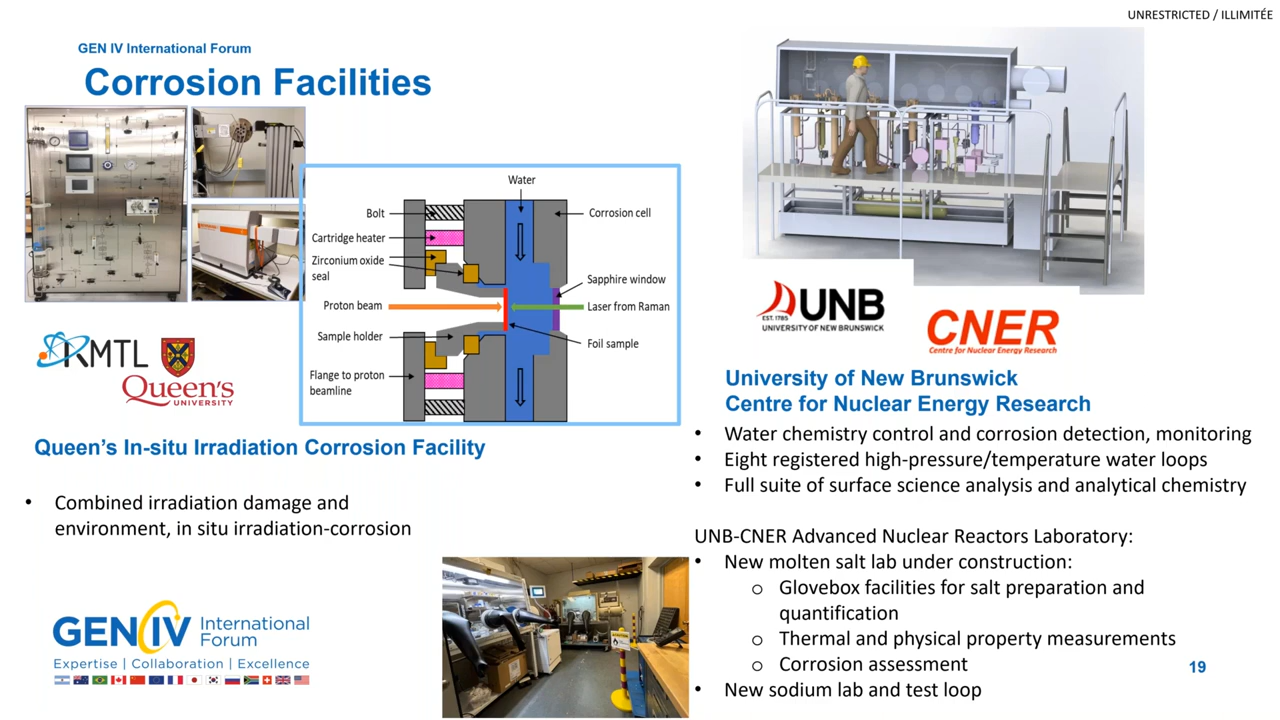 UNRESTRICTED / ILLIMITÉE
GEN IV International Forum
Corrosion Facilities
Water
Bolt
Corrosion cell
Cartridge heater
Zirconium oxide
seal
Sapphire window
Proton beam
Laser from Raman
Sample holder
Foil sample
Flange to proton
beamline
RMTL
Queen's
UNIVERSITY
Queen's In-situ Irradiation Corrosion Facility
• Combined irradiation damage and
environment, in situ irradiation-corrosion
GENIV International
Forum
Expertise | Collaboration | Excellence
EST. 1785
UNB
UNIVERSITY OF NEW BRUNSWICK
CNER
Centre for Nuclear Energy Research
University of New Brunswick
Centre for Nuclear Energy Research
• Water chemistry control and corrosion detection, monitoring
• Eight registered high-pressure/temperature water loops
• Full suite of surface science analysis and analytical chemistry
UNB-CNER Advanced Nuclear Reactors Laboratory:
• New molten salt lab under construction:
o Glovebox facilities for salt preparation and
quantification
o Thermal and physical property measurements
o Corrosion assessment
• New sodium lab and test loop
19